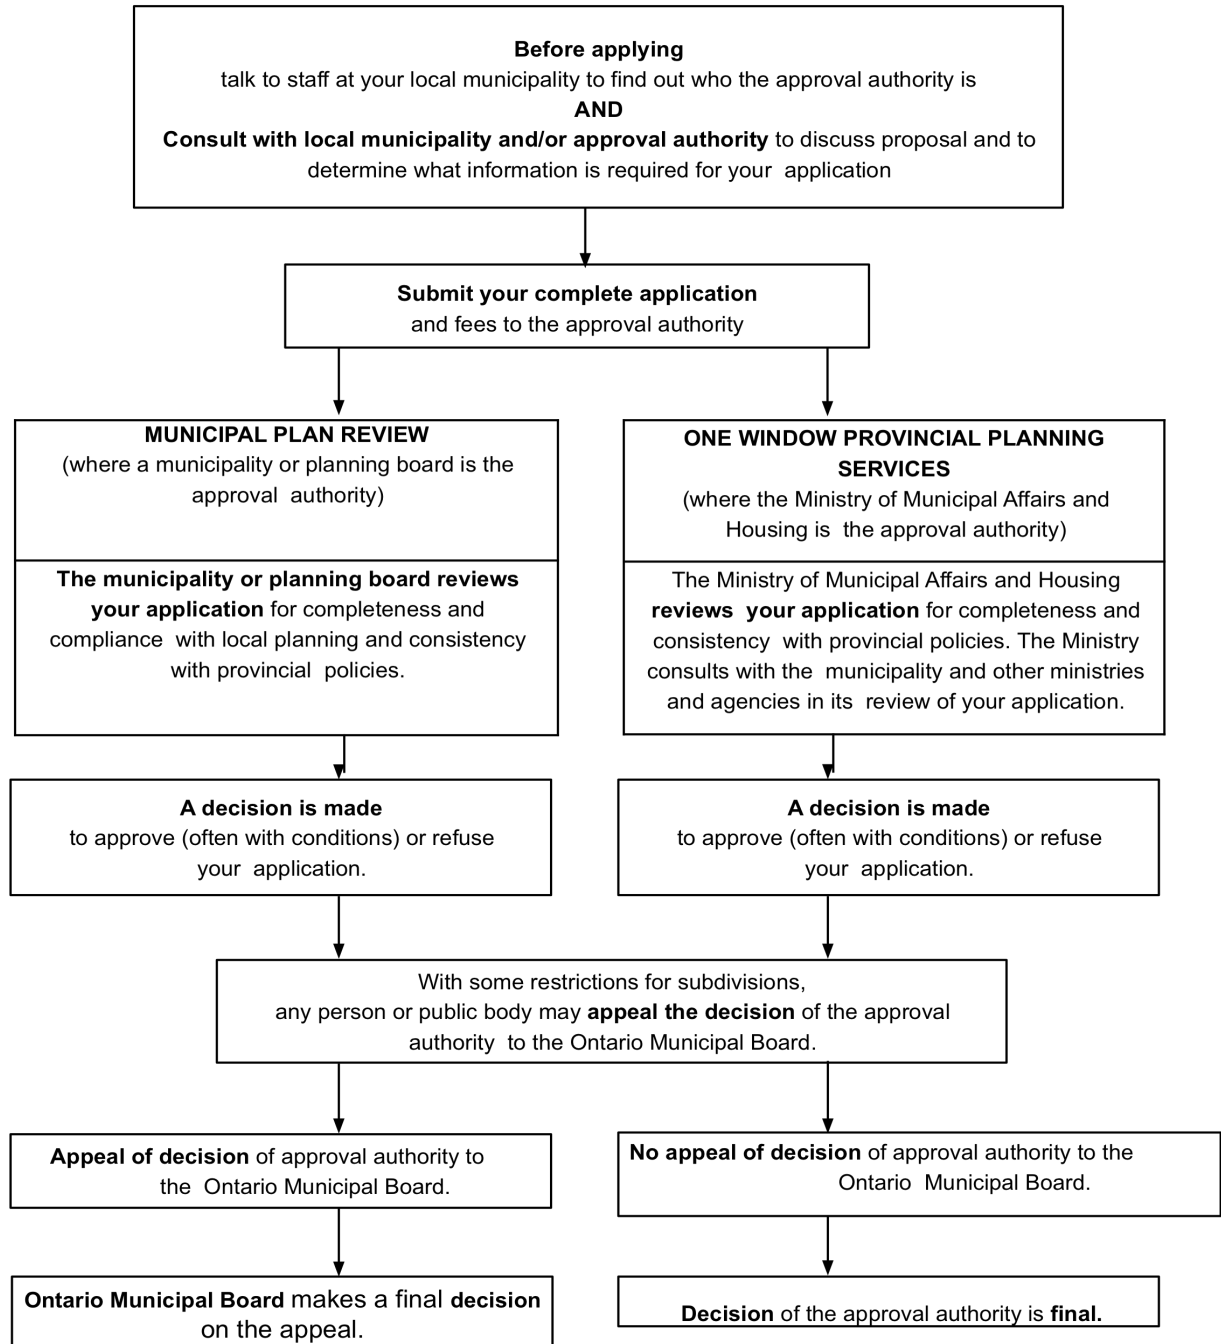 Before applying
talk to staff at your local municipality to find out who the approval authority is
AND
Consult with local municipality and/or approval authority to discuss proposal and to
determine what information is required for your application
Submit your complete application
and fees to the approval authority
MUNICIPAL PLAN REVIEW
(where a municipality or planning board is the
approval authority)
The municipality or planning board reviews
your application for completeness and
compliance with local planning and consistency
with provincial policies.
ONE WINDOW PROVINCIAL PLANNING
SERVICES
(where the Ministry of Municipal Affairs and
Housing is the approval authority)
The Ministry of Municipal Affairs and Housing
reviews your application for completeness and
consistency with provincial policies. The Ministry
consults with the municipality and other ministries
and agencies in its review of your application.
A decision is made
to approve (often with conditions) or refuse
your application.
A decision is made
to approve (often with conditions) or refuse
your application.
With some restrictions for subdivisions,
any person or public body may appeal the decision of the approval
authority to the Ontario Municipal Board.
Appeal of decision of approval authority to
the Ontario Municipal Board.
No appeal of decision of approval authority to the
Ontario Municipal Board.
Ontario Municipal Board makes a final decision
on the appeal.
Decision of the approval authority is final.